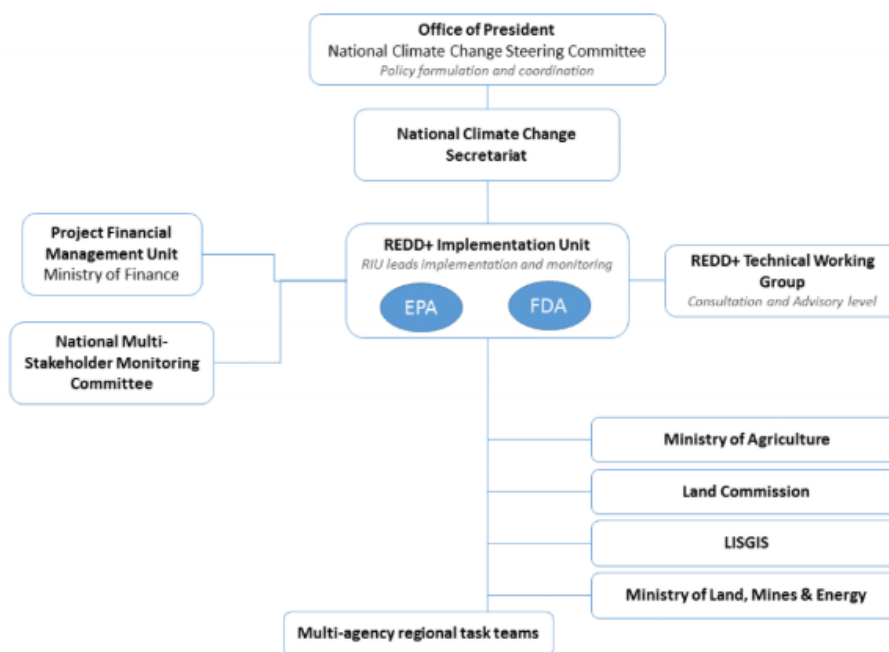 Office of President
National Climate Change Steering Committee
Policy formulation and coordination
National Climate Change
Secretariat
Project Financial
Management Unit
Ministry of Finance
REDD+ Implementation Unit
RIU leads implementation and monitoring
EPA
FDA
REDD+ Technical Working
Group
Consultation and Advisory level
National Multi-
Stakeholder Monitoring
Committee
Ministry of Agriculture
Land Commission
LISGIS
Ministry of Land, Mines & Energy
Multi-agency regional task teams